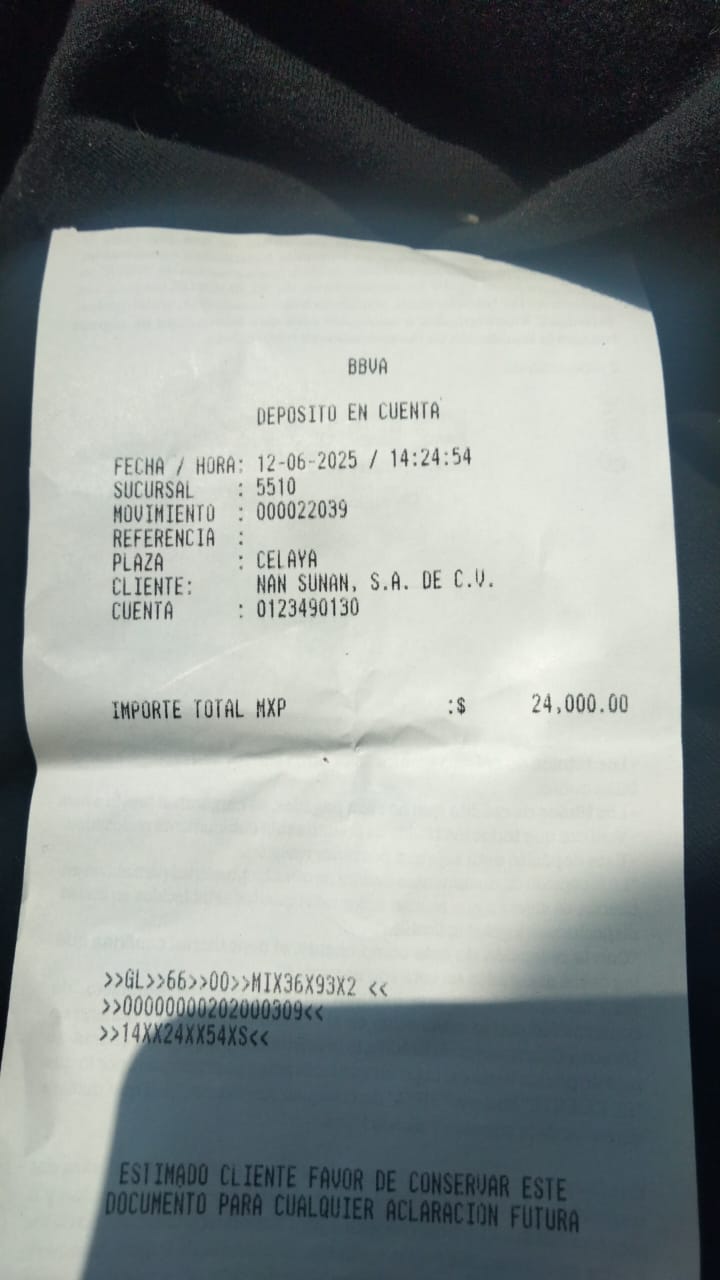 BBVA
DEPOSITO EN CUENTA
FECHA / HORA: 12-06-2025 / 14:24:54
SUCURSAL : 5510
MOVIMIENTO : 000022039
REFERENCIA :
PLAZA : CELAYA
CLIENTE: NAN SUNAN, S.A. DE C.V.
CUENTA : 0123490130
IMPORTE TOTAL MXP :$ 24,000.00
>>GL>>66>>00>>MIX36X93X2 <<
>>00000000202000309<<
>>14XX24XX54XS<<
ESTIMADO CLIENTE FAVOR DE CONSERVAR ESTE
DOCUMENTO PARA CUALQUIER ACLARACION FUTURA